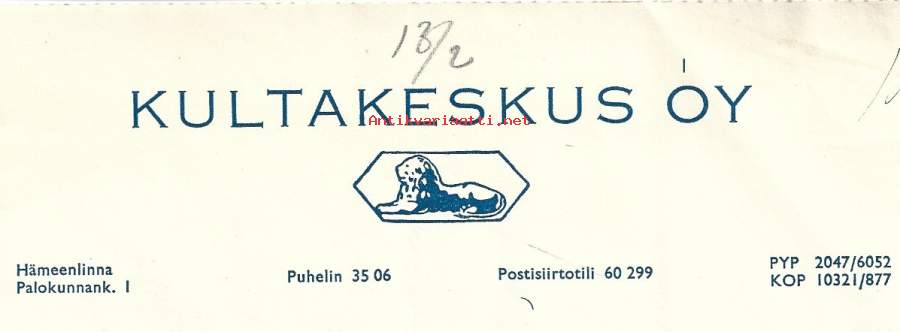 13/2
KULTAKESKUS OY
Antikvariaatti.net
Hämeenlinna
Palokunnank. 1
Puhelin 35 06
Postisiirtotili 60 299
PYP 2047/6052
KOP 10321/877